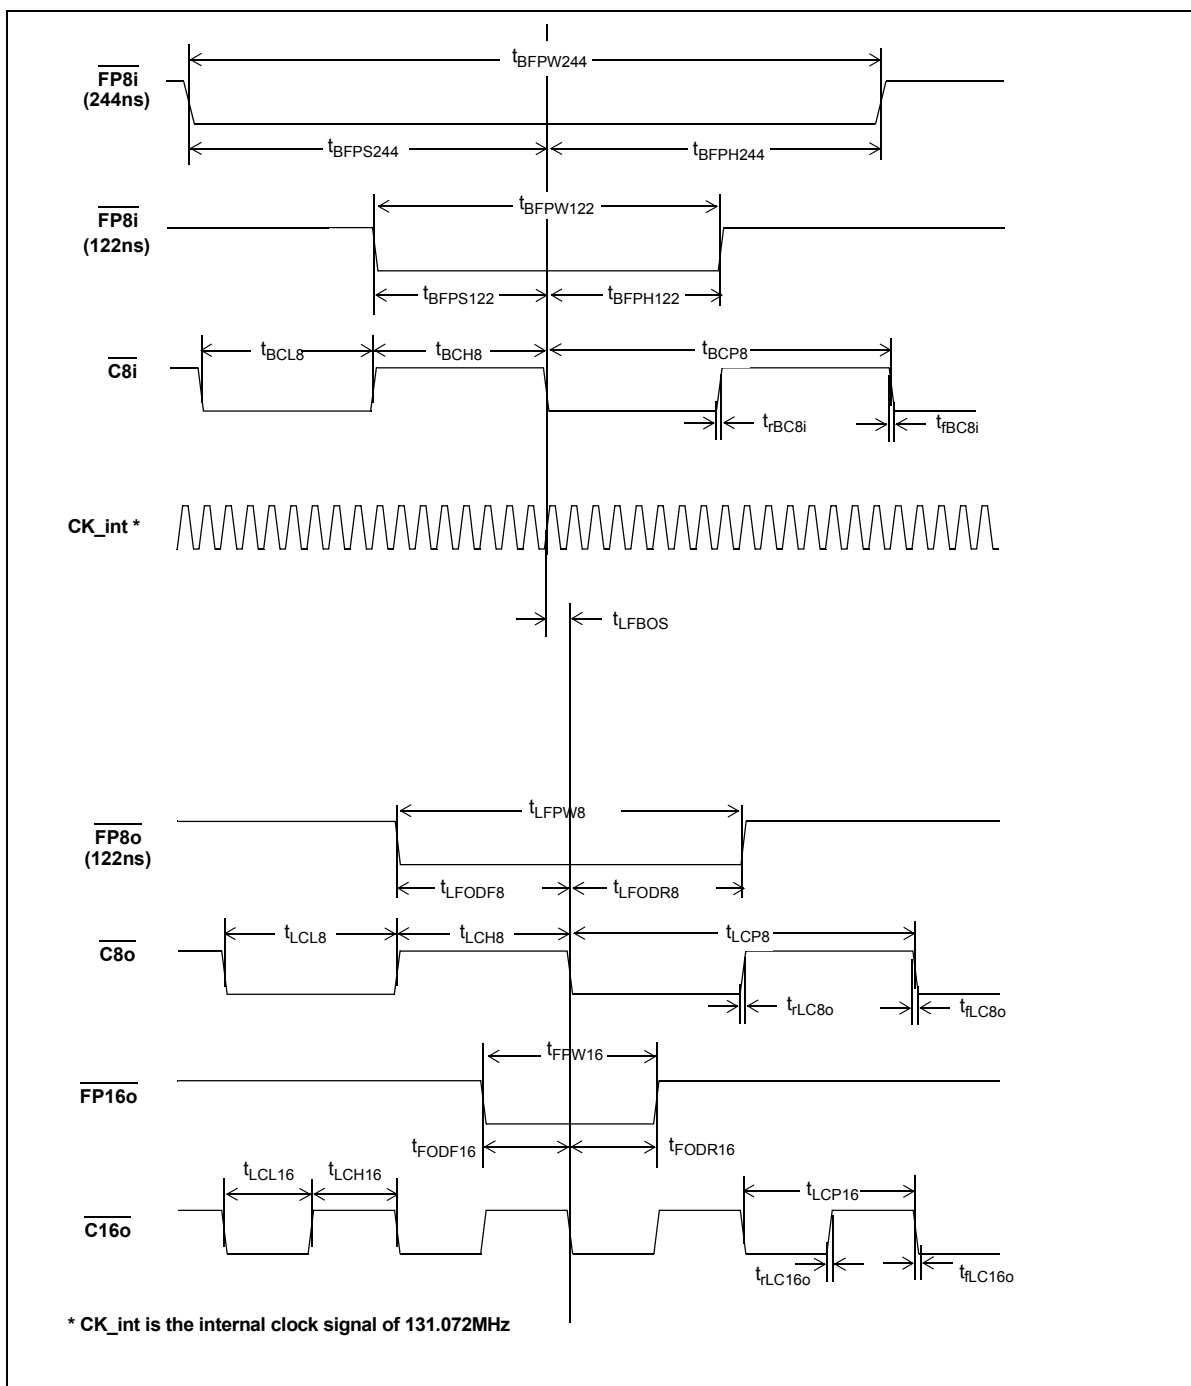 tBFPW244
FP8i
(244ns)
tBFPS244 tBFPH244
tBFPW122
FP8i
(122ns)
tBFPS122 tBFPH122
tBCL8 tBCH8 tBCP8
C8i
trBC8i tfBC8i
CK_int *
tLFBOS
tLFPW8
FP8o
(122ns)
tLFODF8 tLFODR8
tLCL8 tLCH8 tLCP8
C8o
trLC8o tfLC8o
tFPW16
FP16o
tFODF16 tFODR16
tLCL16 tLCH16 tLCP16
C16o
trLC16o tfLC16o
* CK_int is the internal clock signal of 131.072MHz